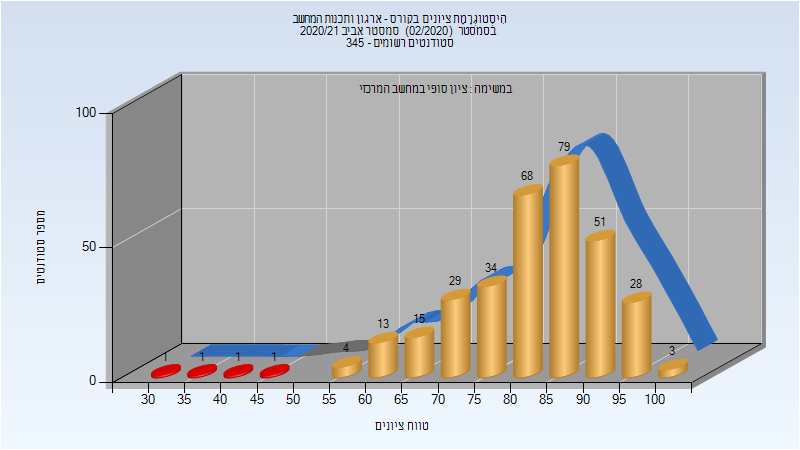 היסטוגרמת ציונים בקורס - ארגון ותכנות המחשב
בסמסטר (02/2020) סמסטר אביב 2020/21
סטודנטים רשומים - 345
במשימה : ציון סופי במחשב המרכזי
מספר סטודנטים
100
50
0
1 1 1 1 4 13 15 29 34 68 79 51 28 3
30 35 40 45 50 55 60 65 70 75 80 85 90 95 100
טווח ציונים